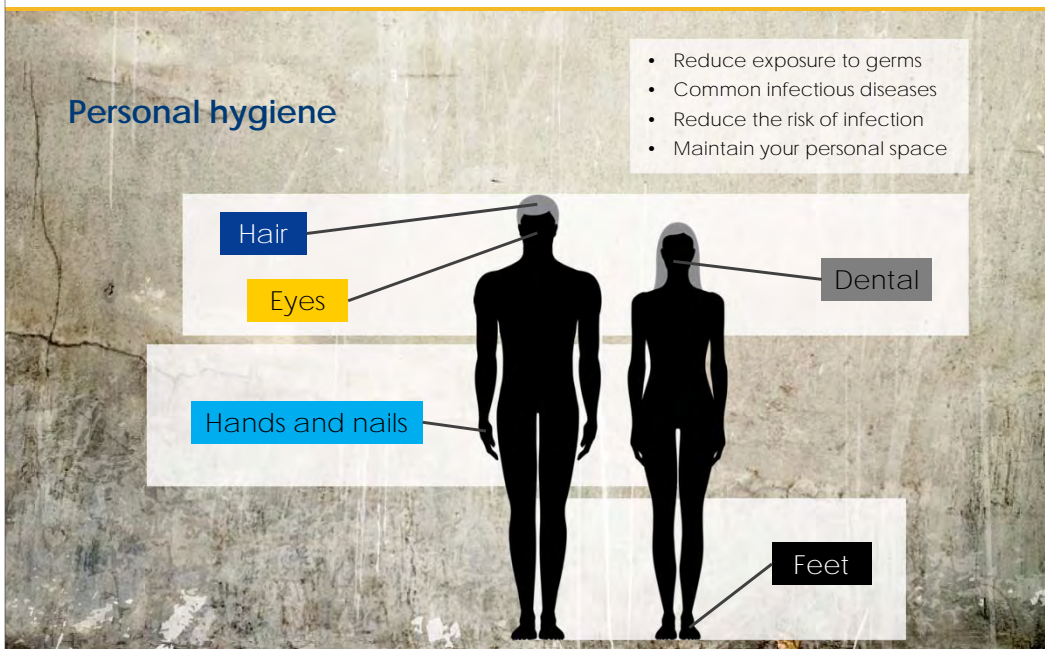 Personal hygiene
• Reduce exposure to germs
• Common infectious diseases
• Reduce the risk of infection
• Maintain your personal space
Hair
Eyes
Dental
Hands and nails
Feet